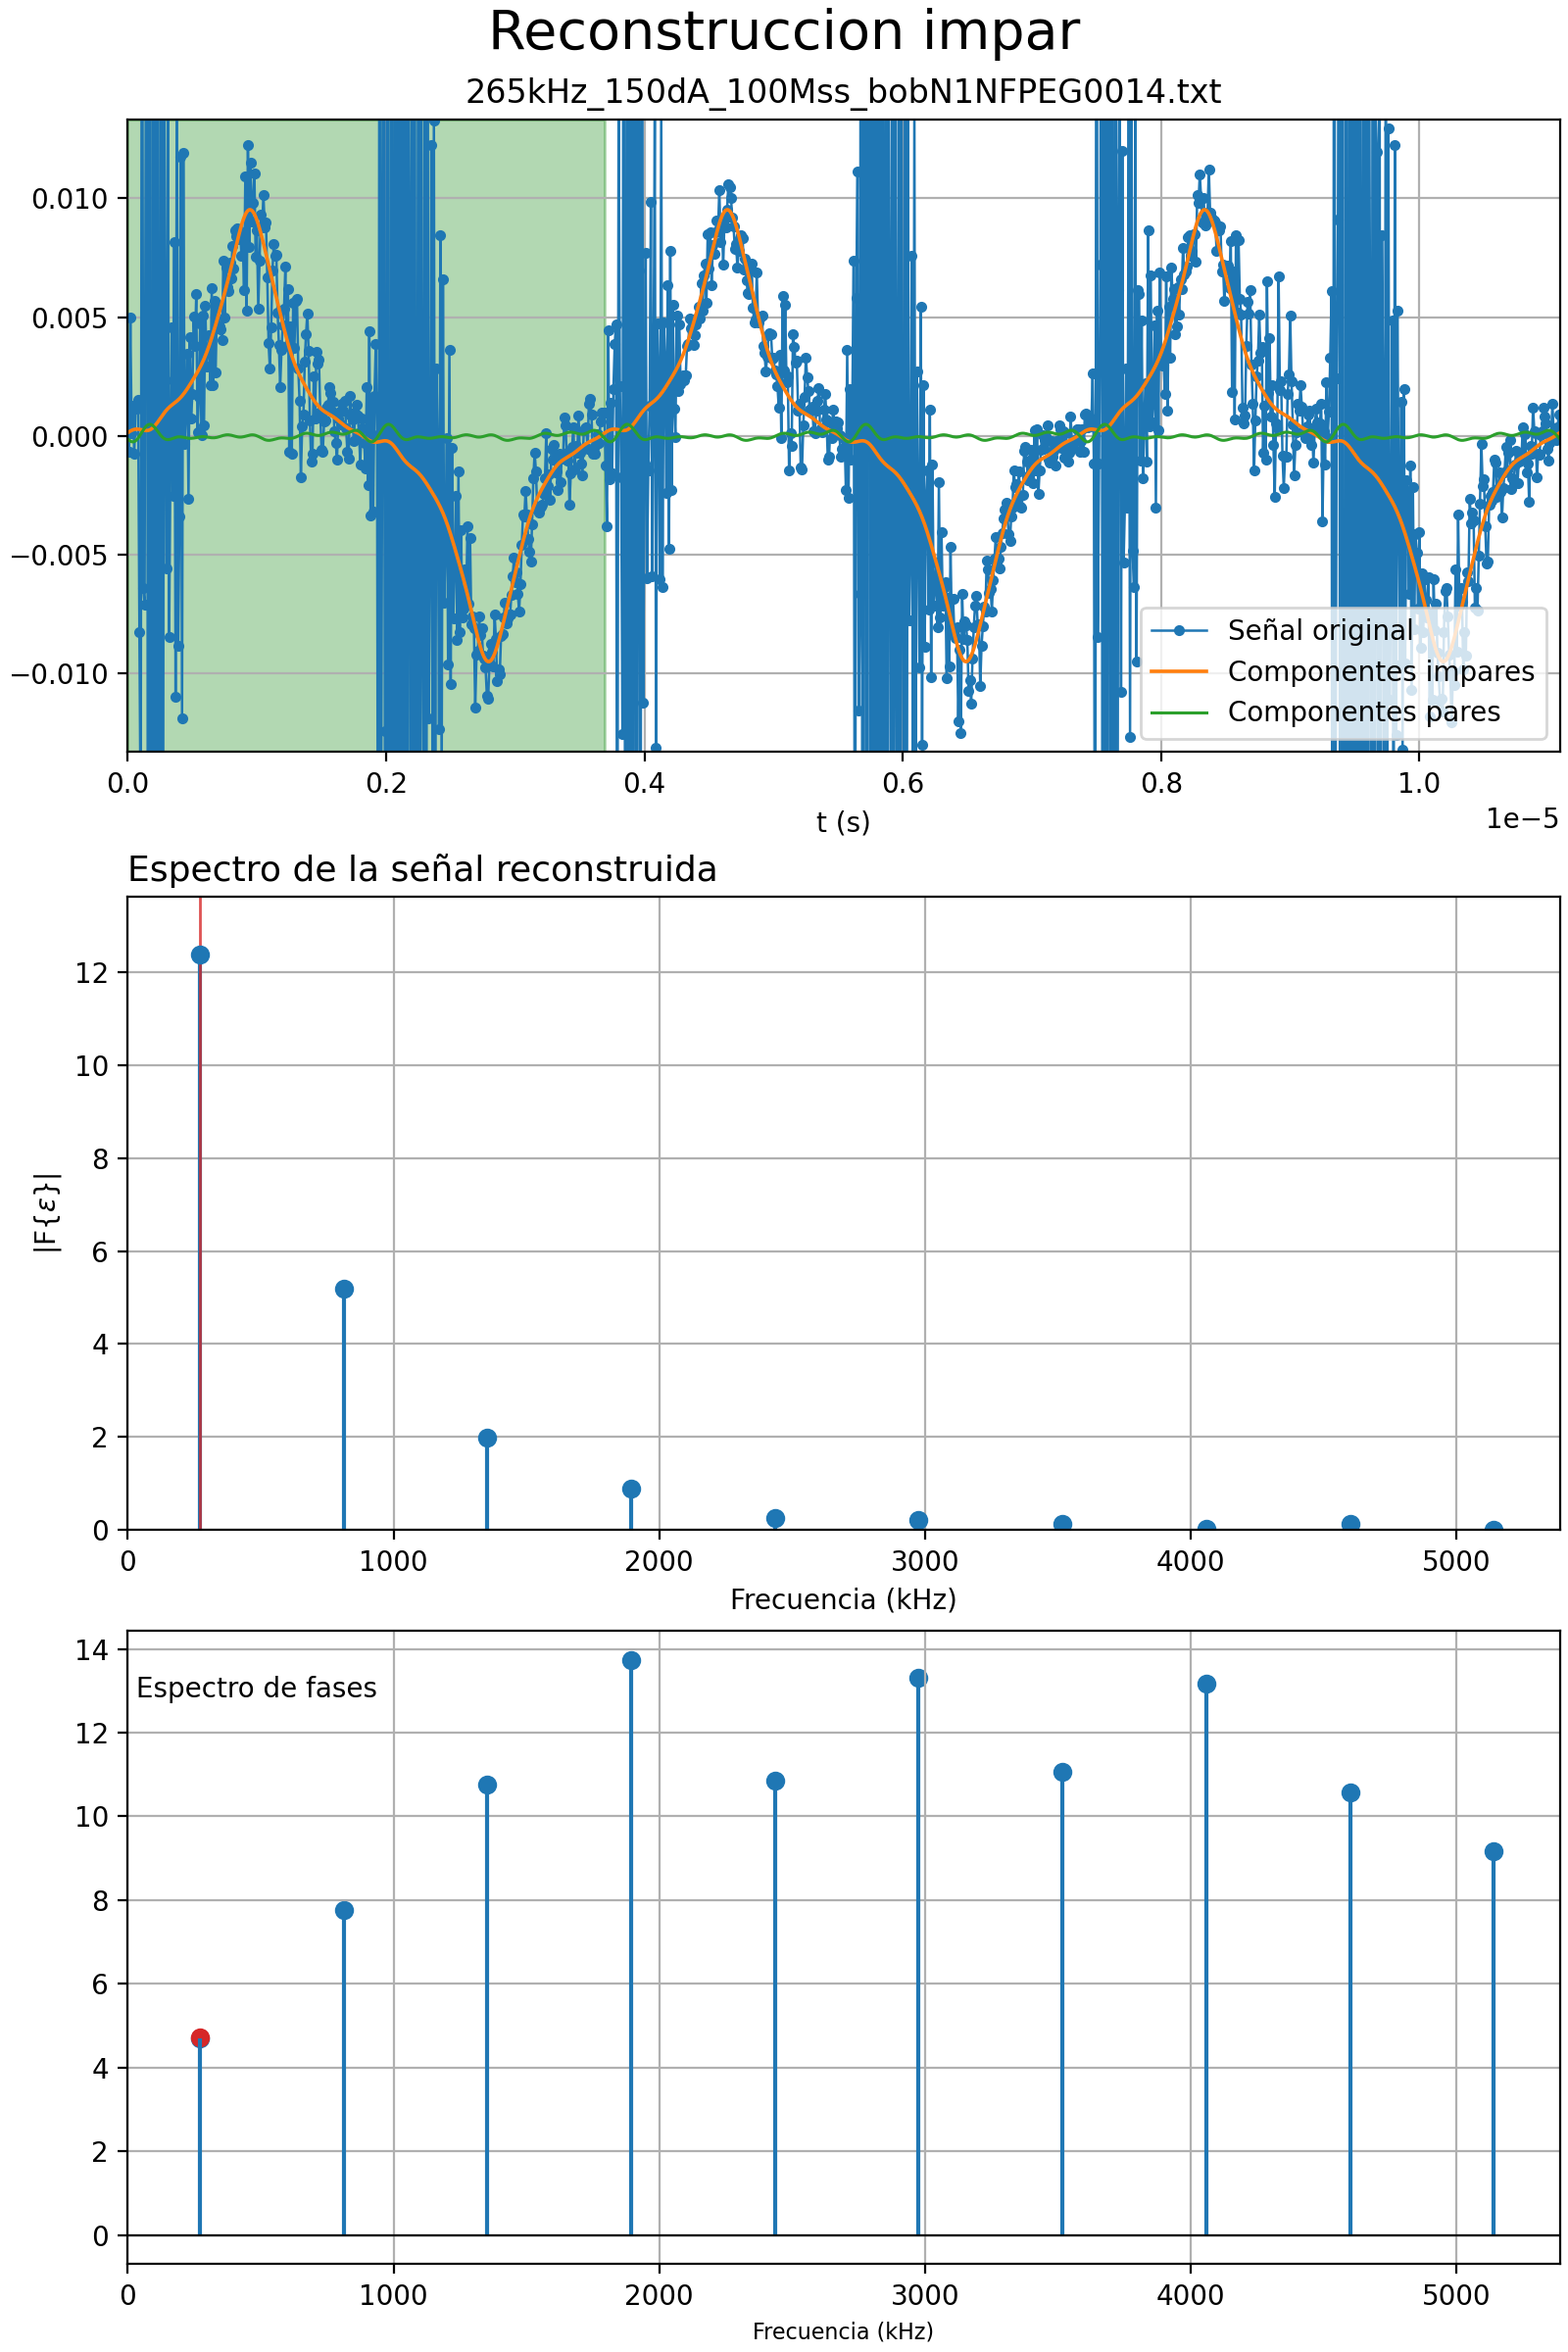 Reconstruccion impar
265kHz_150dA_100Mss_bobN1NFPEG0014.txt
0.010
0.005
0.000
−0.005
−0.010
Señal original
Componentes impares
Componentes pares
0.0 0.2 0.4 0.6 0.8 1.0
t (s)
1e−5
Espectro de la señal reconstruida
12
10
8
6
4
2
0
|F{ε}|
0 1000 2000 3000 4000 5000
Frecuencia (kHz)
14
Espectro de fases
12
10
8
6
4
2
0
0 1000 2000 3000 4000 5000
Frecuencia (kHz)